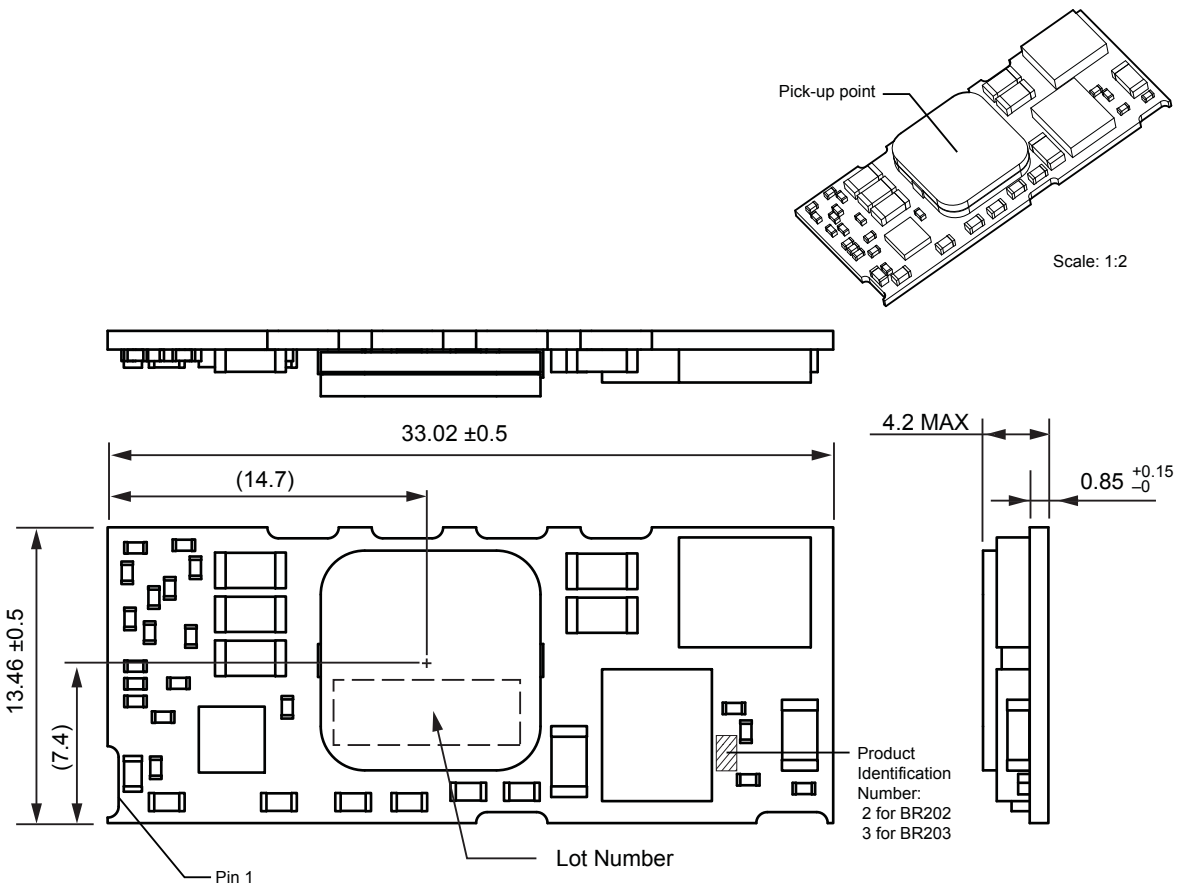 Pick-up point
Scale: 1:2
33.02 ±0.5
4.2 MAX
(14.7)
0.85 +0.15
–0
13.46 ±0.5
(7.4)
Product
Identification
Number:
2 for BR202
3 for BR203
Lot Number
Pin 1